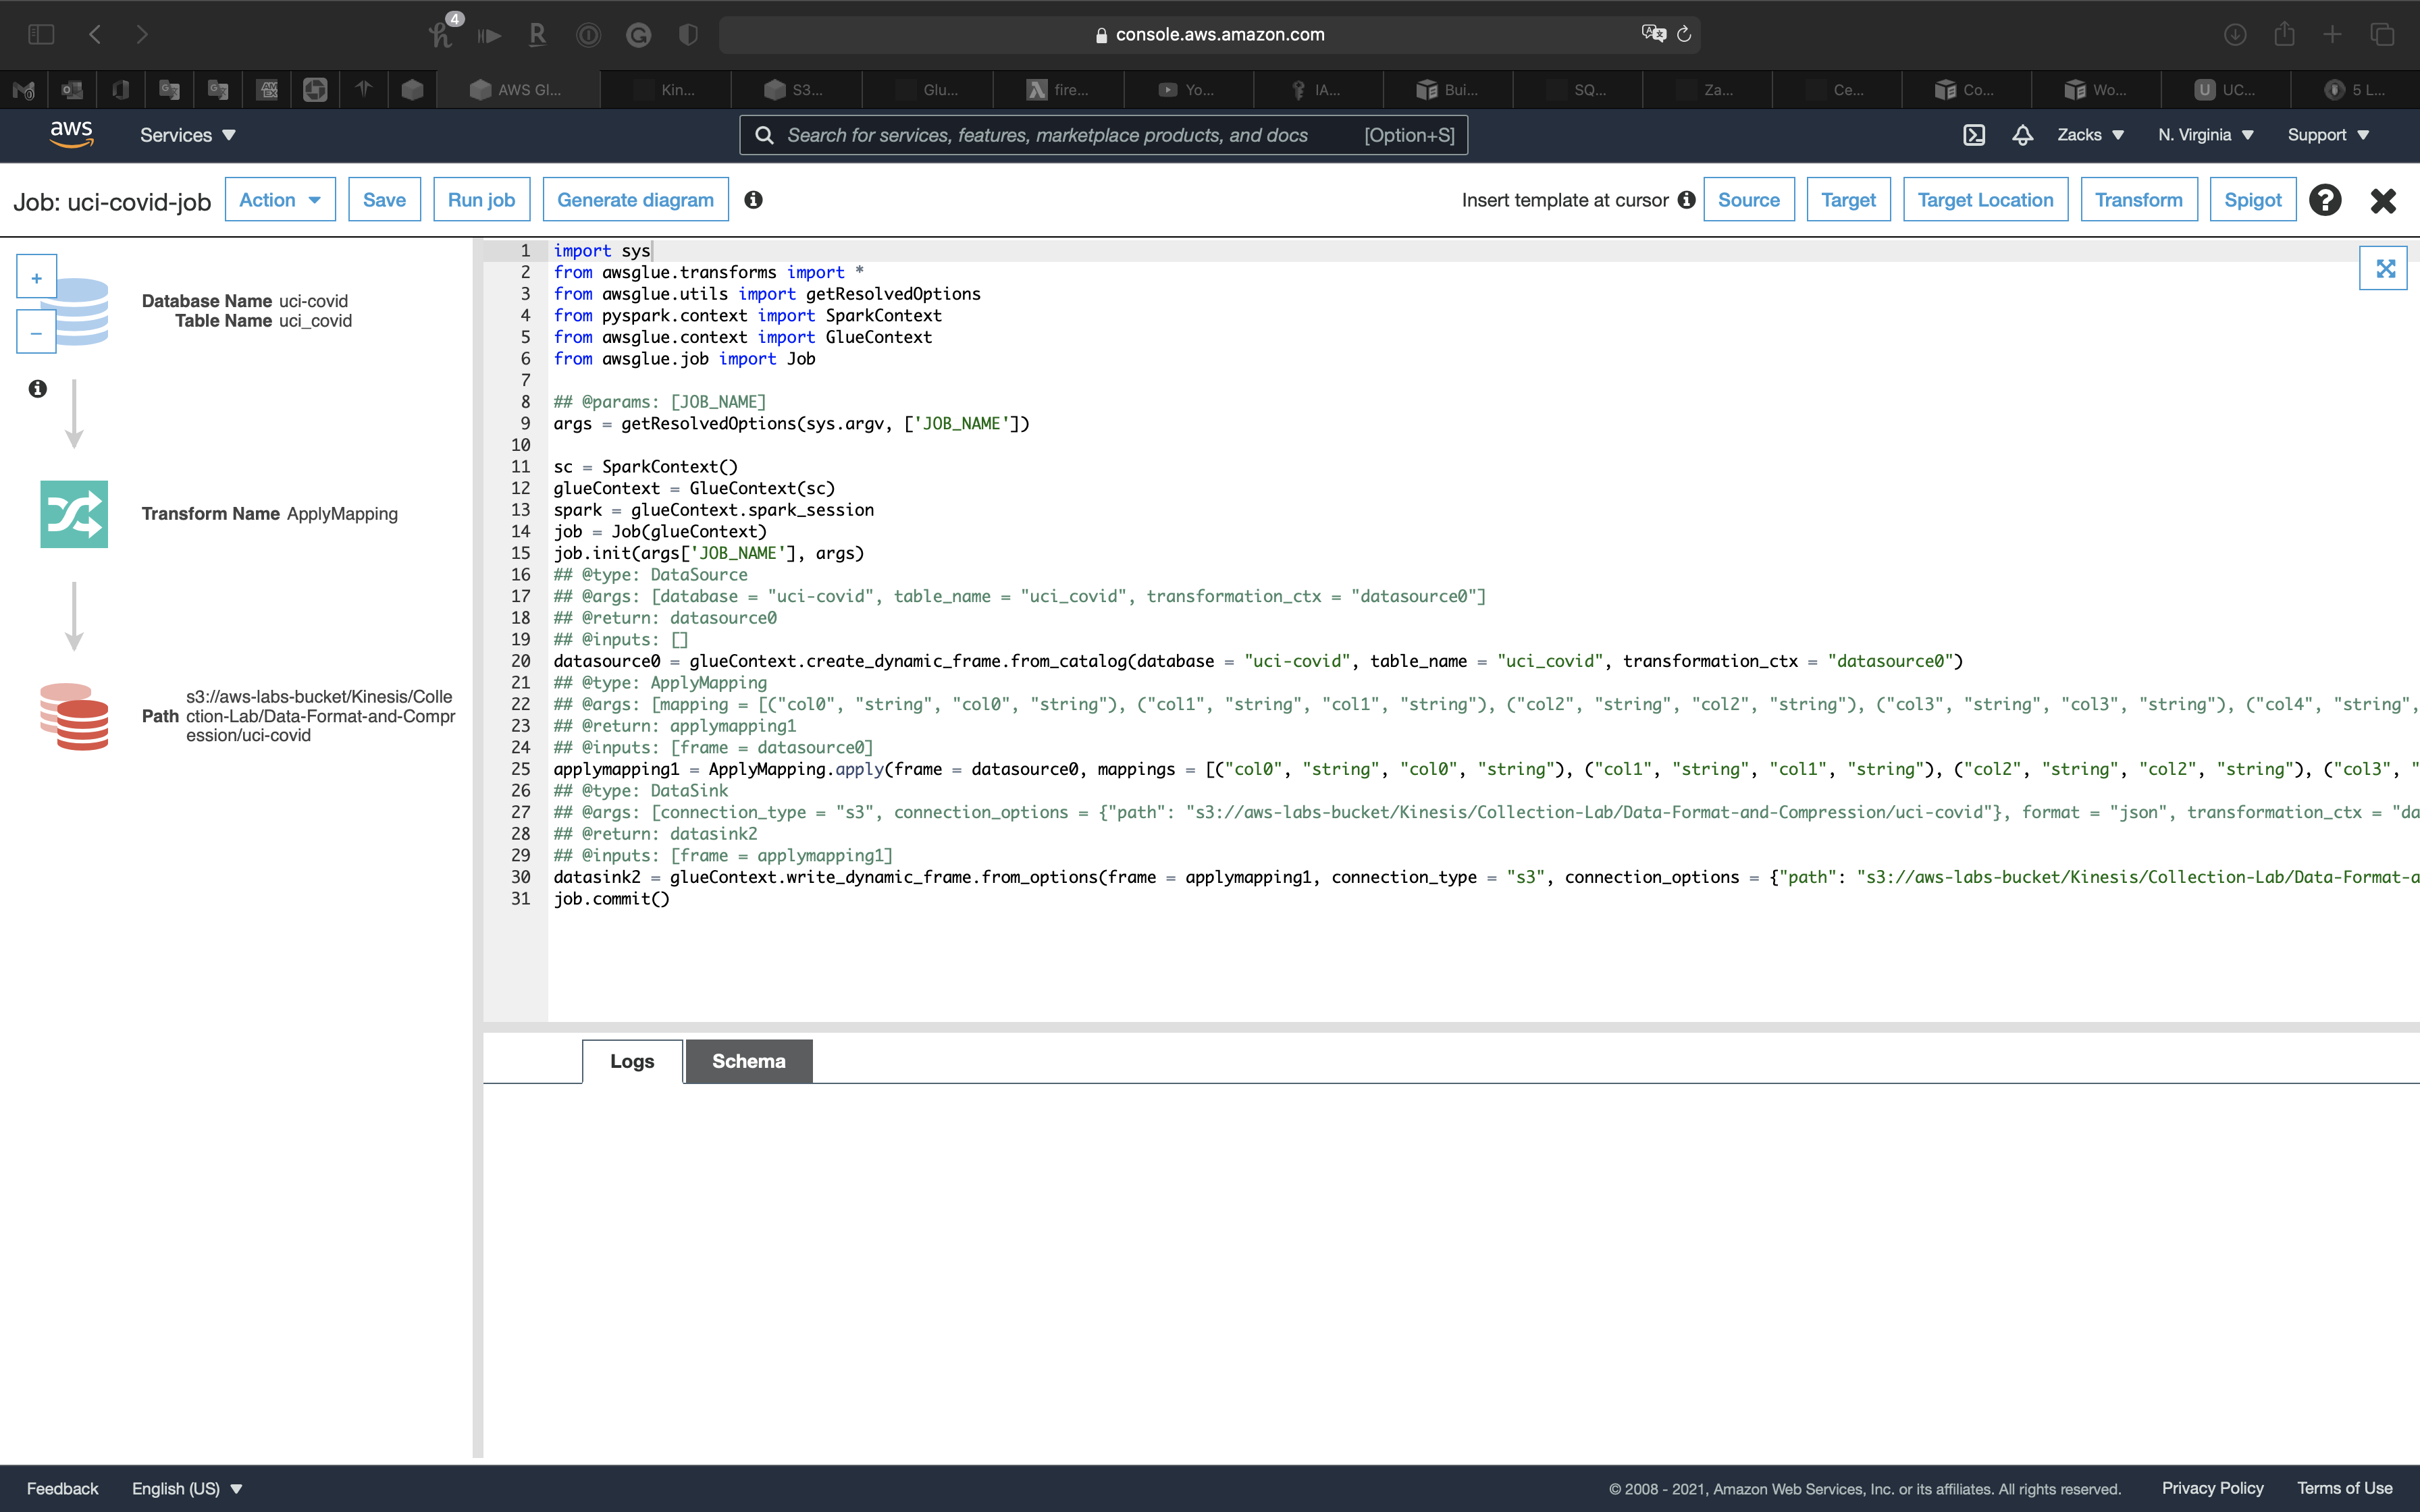 4
console.aws.amazon.com
AWS Gl...
Kin...
S3...
Glu...
fire...
Yo...
IA...
Bui...
SQ...
Za...
Ce...
Co...
Wo...
U UC...
5 L...
aws
Services
Search for services, features, marketplace products, and docs [Option+S]
Zacks
N. Virginia
Support
Job: uci-covid-job
Action
Save
Run job
Generate diagram
Insert template at cursor
Source
Target
Target Location
Transform
Spigot
+
−
Database Name uci-covid
Table Name uci_covid
Transform Name ApplyMapping
Path s3://aws-labs-bucket/Kinesis/Colle
ction-Lab/Data-Format-and-Compr
ession/uci-covid
1 import sys
2 from awsglue.transforms import *
3 from awsglue.utils import getResolvedOptions
4 from pyspark.context import SparkContext
5 from awsglue.context import GlueContext
6 from awsglue.job import Job
7
8 ## @params: [JOB_NAME]
9 args = getResolvedOptions(sys.argv, ['JOB_NAME'])
10
11 sc = SparkContext()
12 glueContext = GlueContext(sc)
13 spark = glueContext.spark_session
14 job = Job(glueContext)
15 job.init(args['JOB_NAME'], args)
16 ## @type: DataSource
17 ## @args: [database = "uci-covid", table_name = "uci_covid", transformation_ctx = "datasource0"]
18 ## @return: datasource0
19 ## @inputs: []
20 datasource0 = glueContext.create_dynamic_frame.from_catalog(database = "uci-covid", table_name = "uci_covid", transformation_ctx = "datasource0")
21 ## @type: ApplyMapping
22 ## @args: [mapping = [("col0", "string", "col0", "string"), ("col1", "string", "col1", "string"), ("col2", "string", "col2", "string"), ("col3", "string", "col3", "string"), ("col4", "string",
23 ## @return: applymapping1
24 ## @inputs: [frame = datasource0]
25 applymapping1 = ApplyMapping.apply(frame = datasource0, mappings = [("col0", "string", "col0", "string"), ("col1", "string", "col1", "string"), ("col2", "string", "col2", "string"), ("col3", "
26 ## @type: DataSink
27 ## @args: [connection_type = "s3", connection_options = {"path": "s3://aws-labs-bucket/Kinesis/Collection-Lab/Data-Format-and-Compression/uci-covid"}, format = "json", transformation_ctx = "da
28 ## @return: datasink2
29 ## @inputs: [frame = applymapping1]
30 datasink2 = glueContext.write_dynamic_frame.from_options(frame = applymapping1, connection_type = "s3", connection_options = {"path": "s3://aws-labs-bucket/Kinesis/Collection-Lab/Data-Format-a
31 job.commit()
Logs
Schema
Feedback
English (US)
© 2008 - 2021, Amazon Web Services, Inc. or its affiliates. All rights reserved.
Privacy Policy
Terms of Use